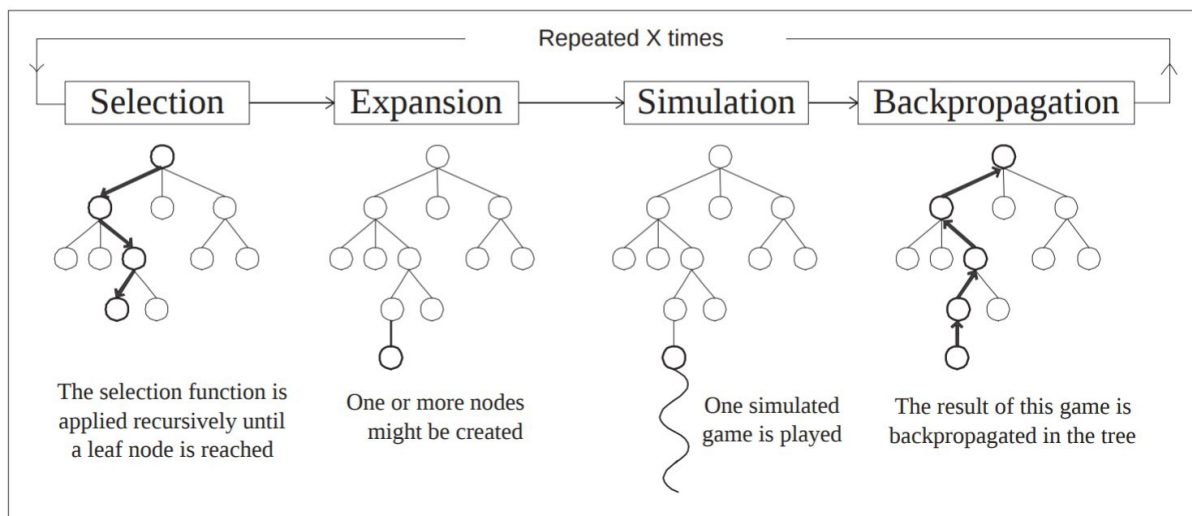 Repeated X times
Selection
Expansion
Simulation
Backpropagation
The selection function is
applied recursively until
a leaf node is reached
One or more nodes
might be created
One simulated
game is played
The result of this game is
backpropagated in the tree